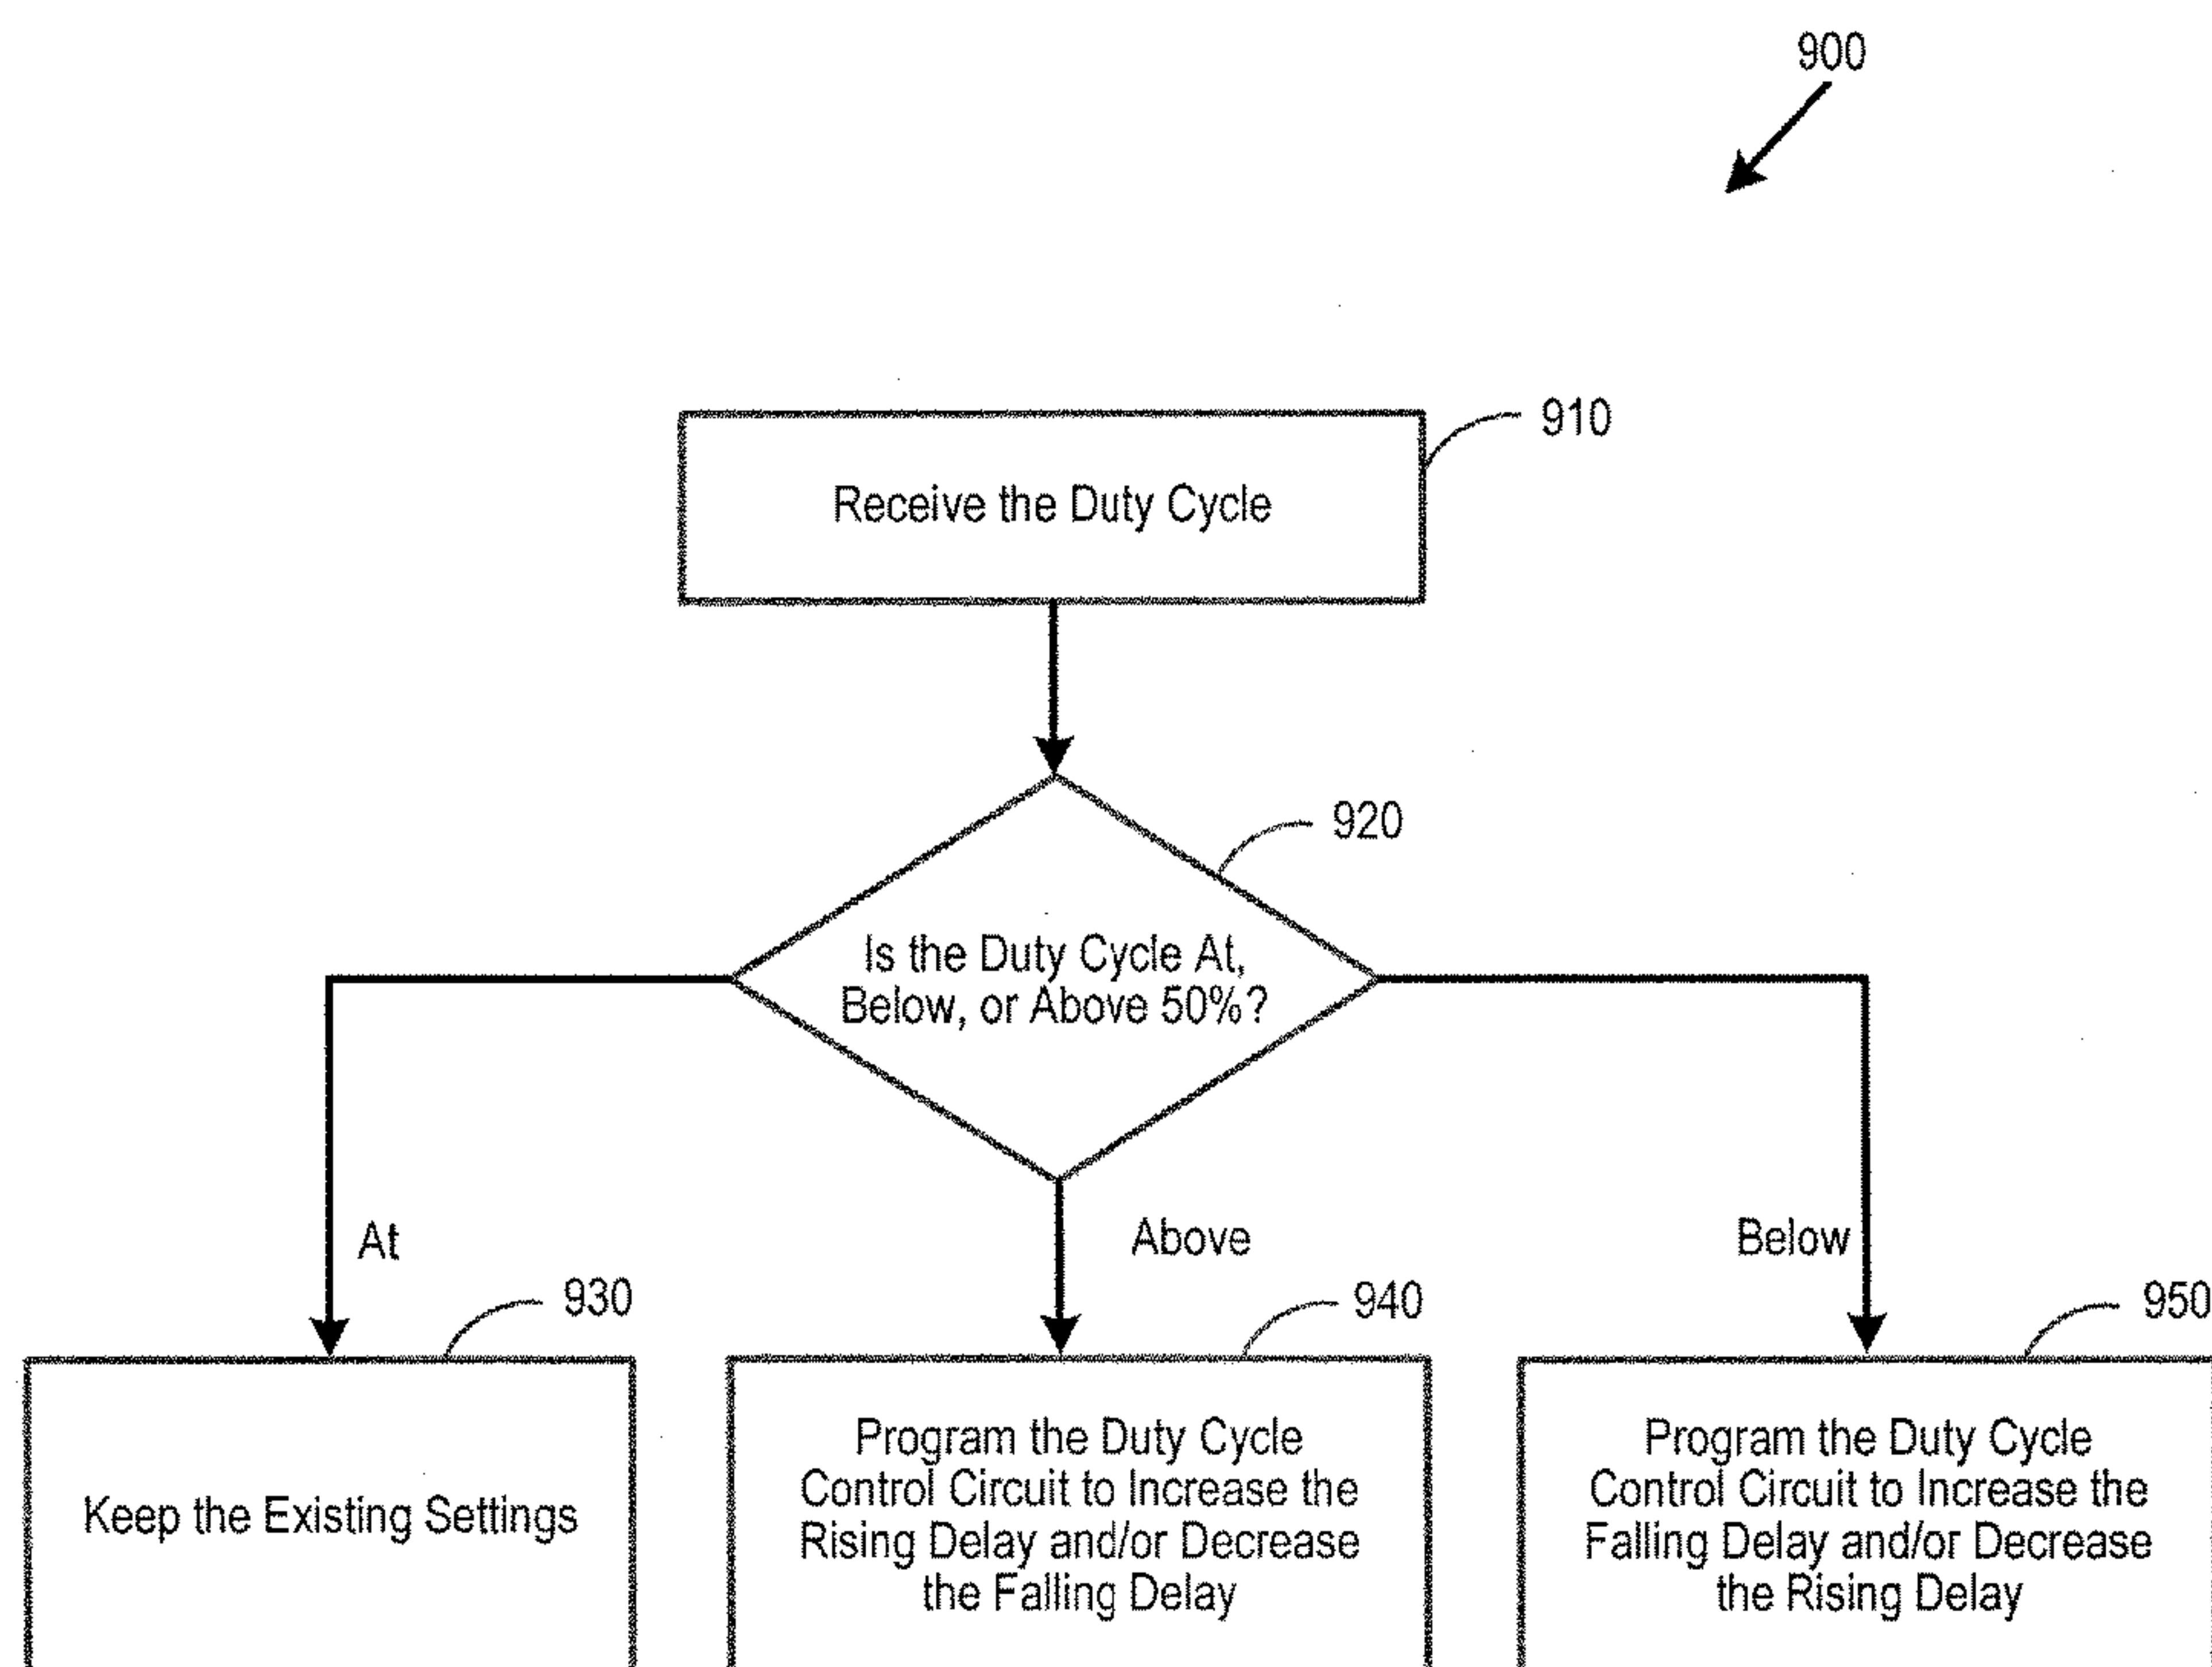 900
910
Receive the Duty Cycle
920
Is the Duty Cycle At,
Below, or Above 50%?
At
Above
Below
930
940
950
Keep the Existing Settings
Program the Duty Cycle
Control Circuit to Increase the
Rising Delay and/or Decrease
the Falling Delay
Program the Duty Cycle
Control Circuit to Increase the
Falling Delay and/or Decrease
the Rising Delay